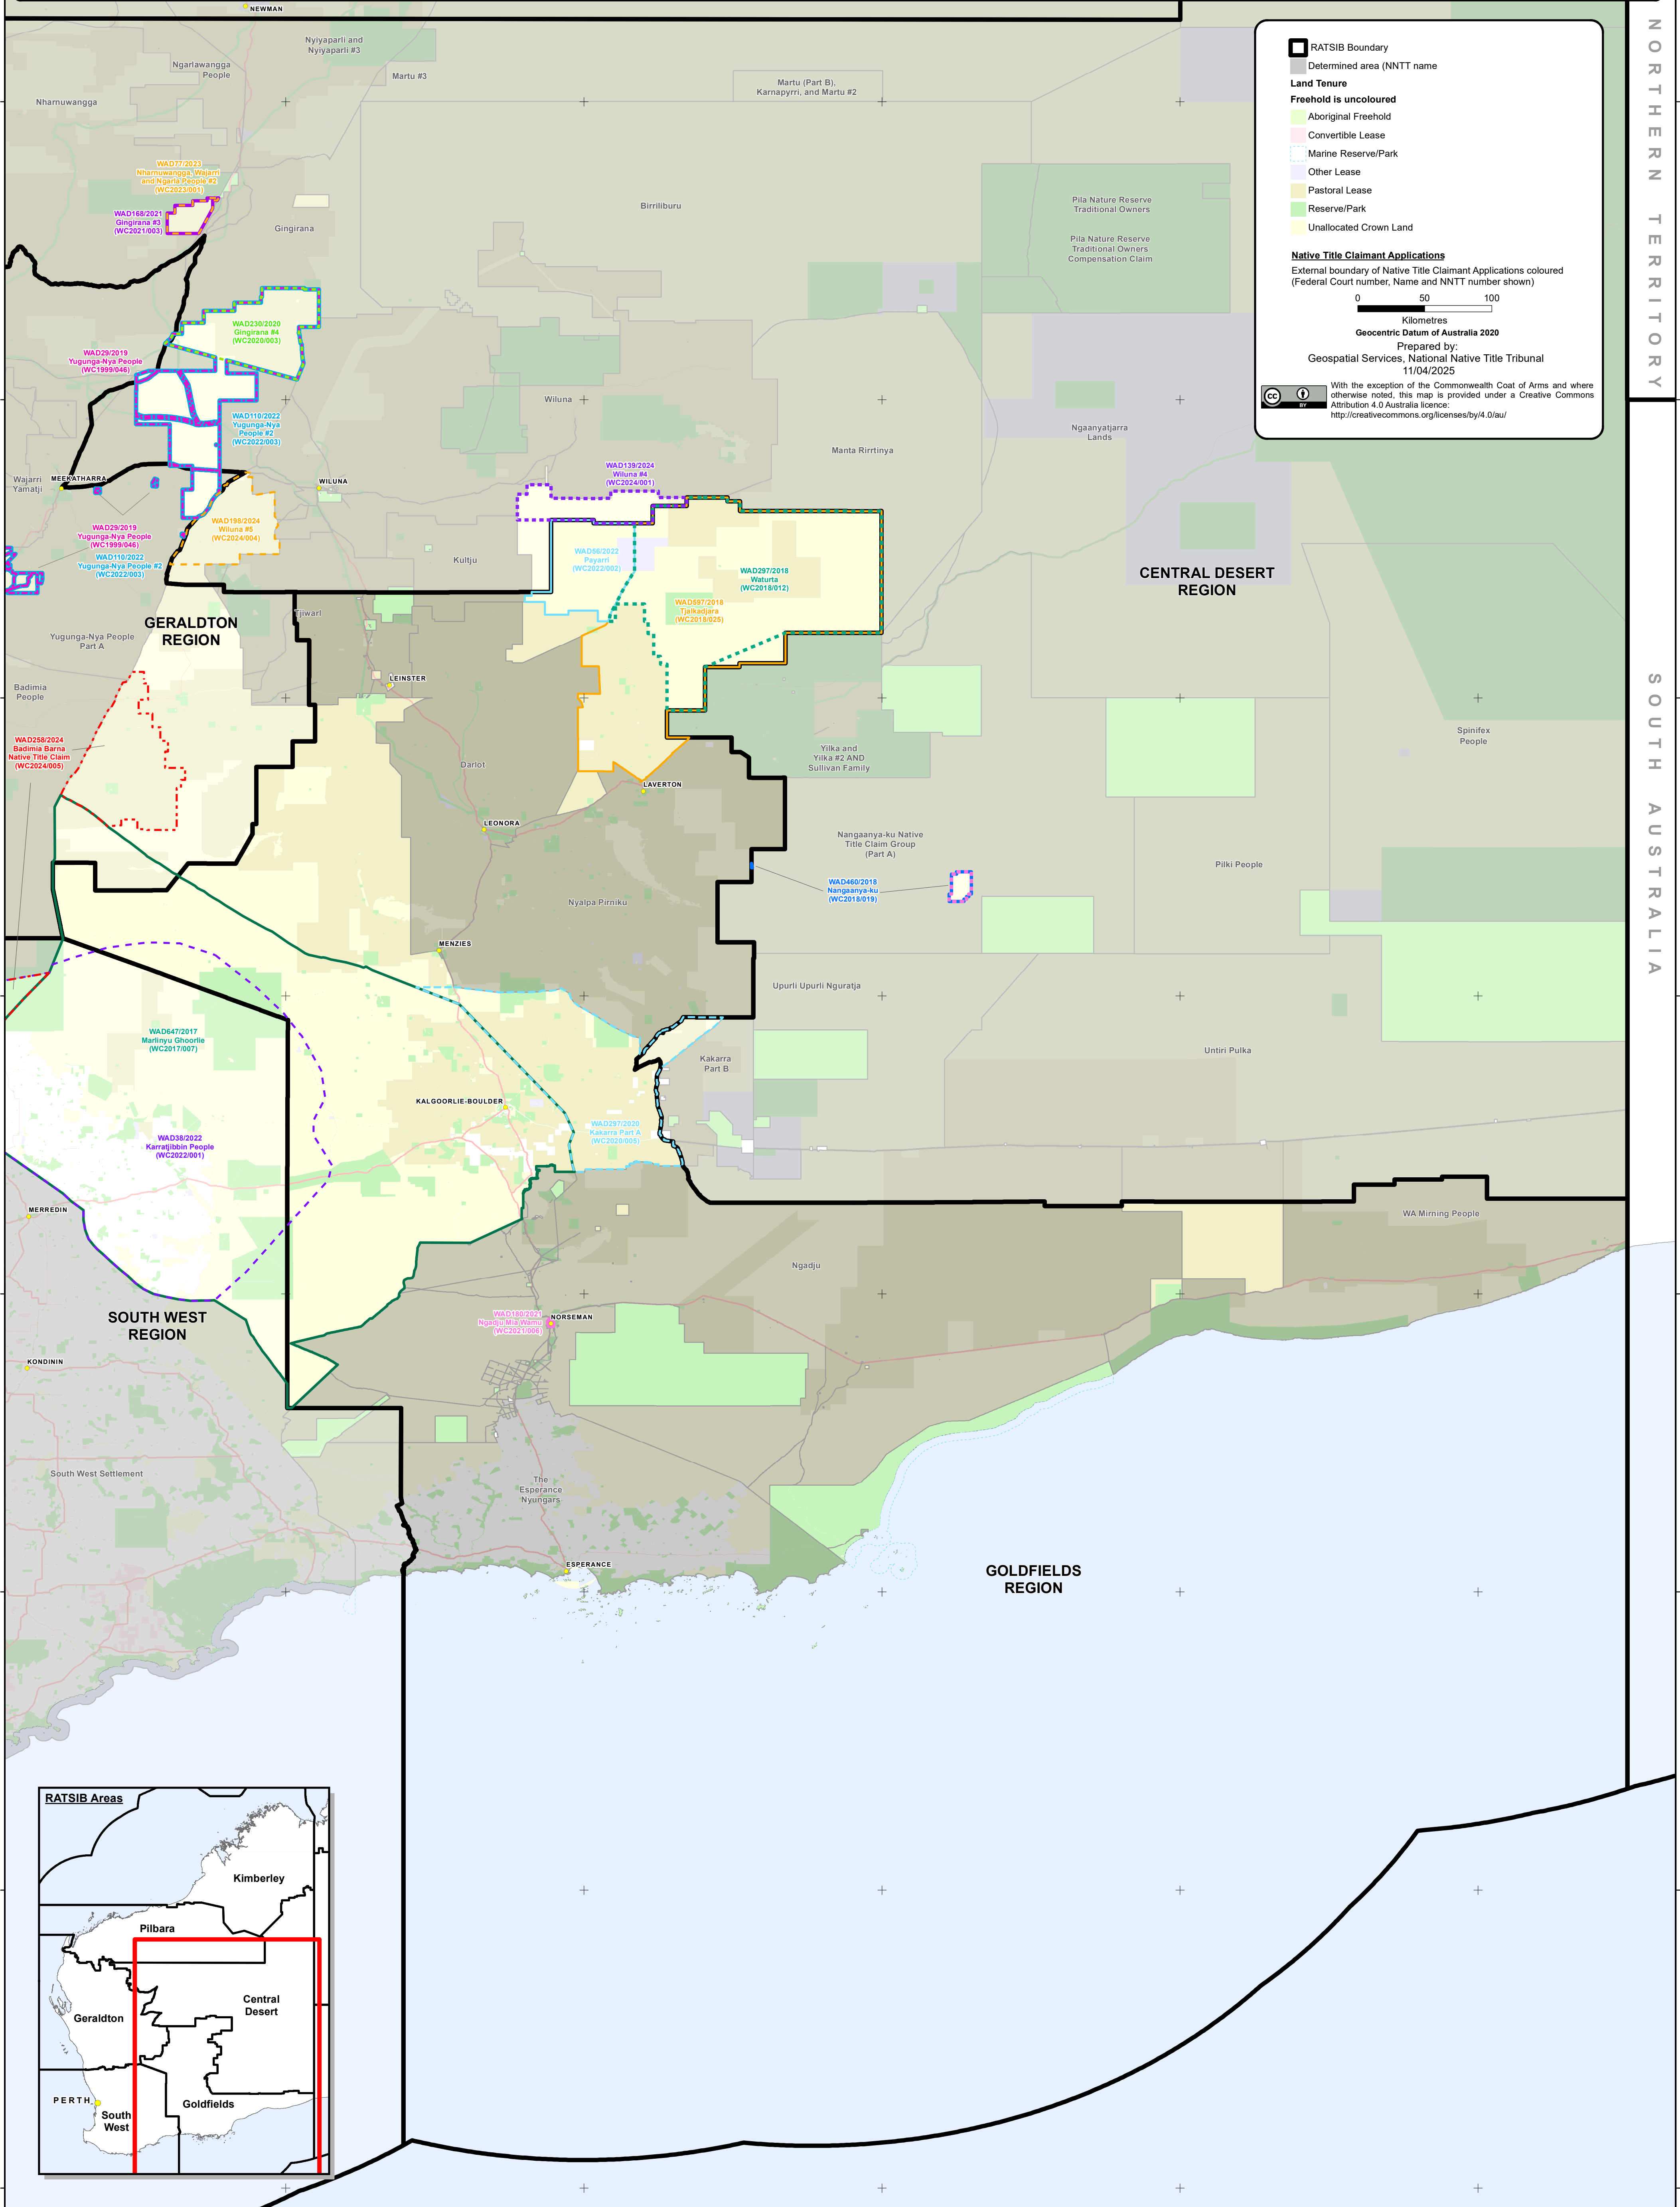 NEWMAN
Nyiyaparli and
Nyiyaparli #3
Ngarlawangga
People
Martu #3
Nharnuwangga
Martu (Part B),
Karnapyrri, and Martu #2
WAD77/2023
Nharnuwangga, Wajarri
and Ngarla People #2
(WC2023/001)
WAD168/2021
Gingirana #3
(WC2021/003)
Gingirana
Birriliburu
Pila Nature Reserve
Traditional Owners
Pila Nature Reserve
Traditional Owners
Compensation Claim
RATSIB Boundary
Determined area (NNTT name
Land Tenure
Freehold is uncoloured
Aboriginal Freehold
Convertible Lease
Marine Reserve/Park
Other Lease
Pastoral Lease
Reserve/Park
Unallocated Crown Land
Native Title Claimant Applications
External boundary of Native Title Claimant Applications coloured
(Federal Court number, Name and NNTT number shown)
0 50 100
Kilometres
Geocentric Datum of Australia 2020
Prepared by:
Geospatial Services, National Native Title Tribunal
11/04/2025
cc BY
With the exception of the Commonwealth Coat of Arms and where
otherwise noted, this map is provided under a Creative Commons
Attribution 4.0 Australia licence:
http://creativecommons.org/licenses/by/4.0/au/
NORTHERN TERRITORY
SOUTH AUSTRALIA
WAD230/2020
Gingirana #4
(WC2020/003)
WAD29/2019
Yugunga-Nya People
(WC1999/046)
WAD110/2022
Yugunga-Nya
People #2
(WC2022/003)
Wiluna
Ngaanyatjarra
Lands
Manta Rirrtinya
Wajarri
Yamatji
MEEKATHARRA
WILUNA
WAD139/2024
Wiluna #4
(WC2024/001)
WAD29/2019
Yugunga-Nya People
(WC1999/046)
WAD110/2022
Yugunga-Nya People #2
(WC2022/003)
WAD198/2024
Wiluna #5
(WC2024/004)
Kultju
WAD56/2022
Payarri
(WC2022/002)
WAD297/2018
Waturta
(WC2018/012)
WAD597/2018
Tjalkadjara
(WC2018/025)
CENTRAL DESERT
REGION
GERALDTON
REGION
Tjiwarl
Yugunga-Nya People
Part A
Badimia
People
LEINSTER
WAD258/2024
Badimia Barna
Native Title Claim
(WC2024/005)
Darlot
Yilka and
Yilka #2 AND
Sullivan Family
Spinifex
People
LAVERTON
LEONORA
Nangaanya-ku Native
Title Claim Group
(Part A)
Pilki People
WAD460/2018
Nangaanya-ku
(WC2018/019)
Nyalpa Pirniku
MENZIES
Upurli Upurli Nguratja
WAD647/2017
Marlinyu Ghoorlie
(WC2017/007)
Kakarra
Part B
Untiri Pulka
KALGOORLIE-BOULDER
WAD297/2020
Kakarra Part A
(WC2020/005)
WAD38/2022
Karratjibbin People
(WC2022/001)
MERREDIN
WA Mirning People
Ngadju
SOUTH WEST
REGION
WAD180/2021
Ngadju Mia Wamu
(WC2021/006)
NORSEMAN
KONDININ
South West Settlement
The
Esperance
Nyungars
ESPERANCE
GOLDFIELDS
REGION
RATSIB Areas
Kimberley
Pilbara
Central
Desert
Geraldton
PERTH
Goldfields
South
West